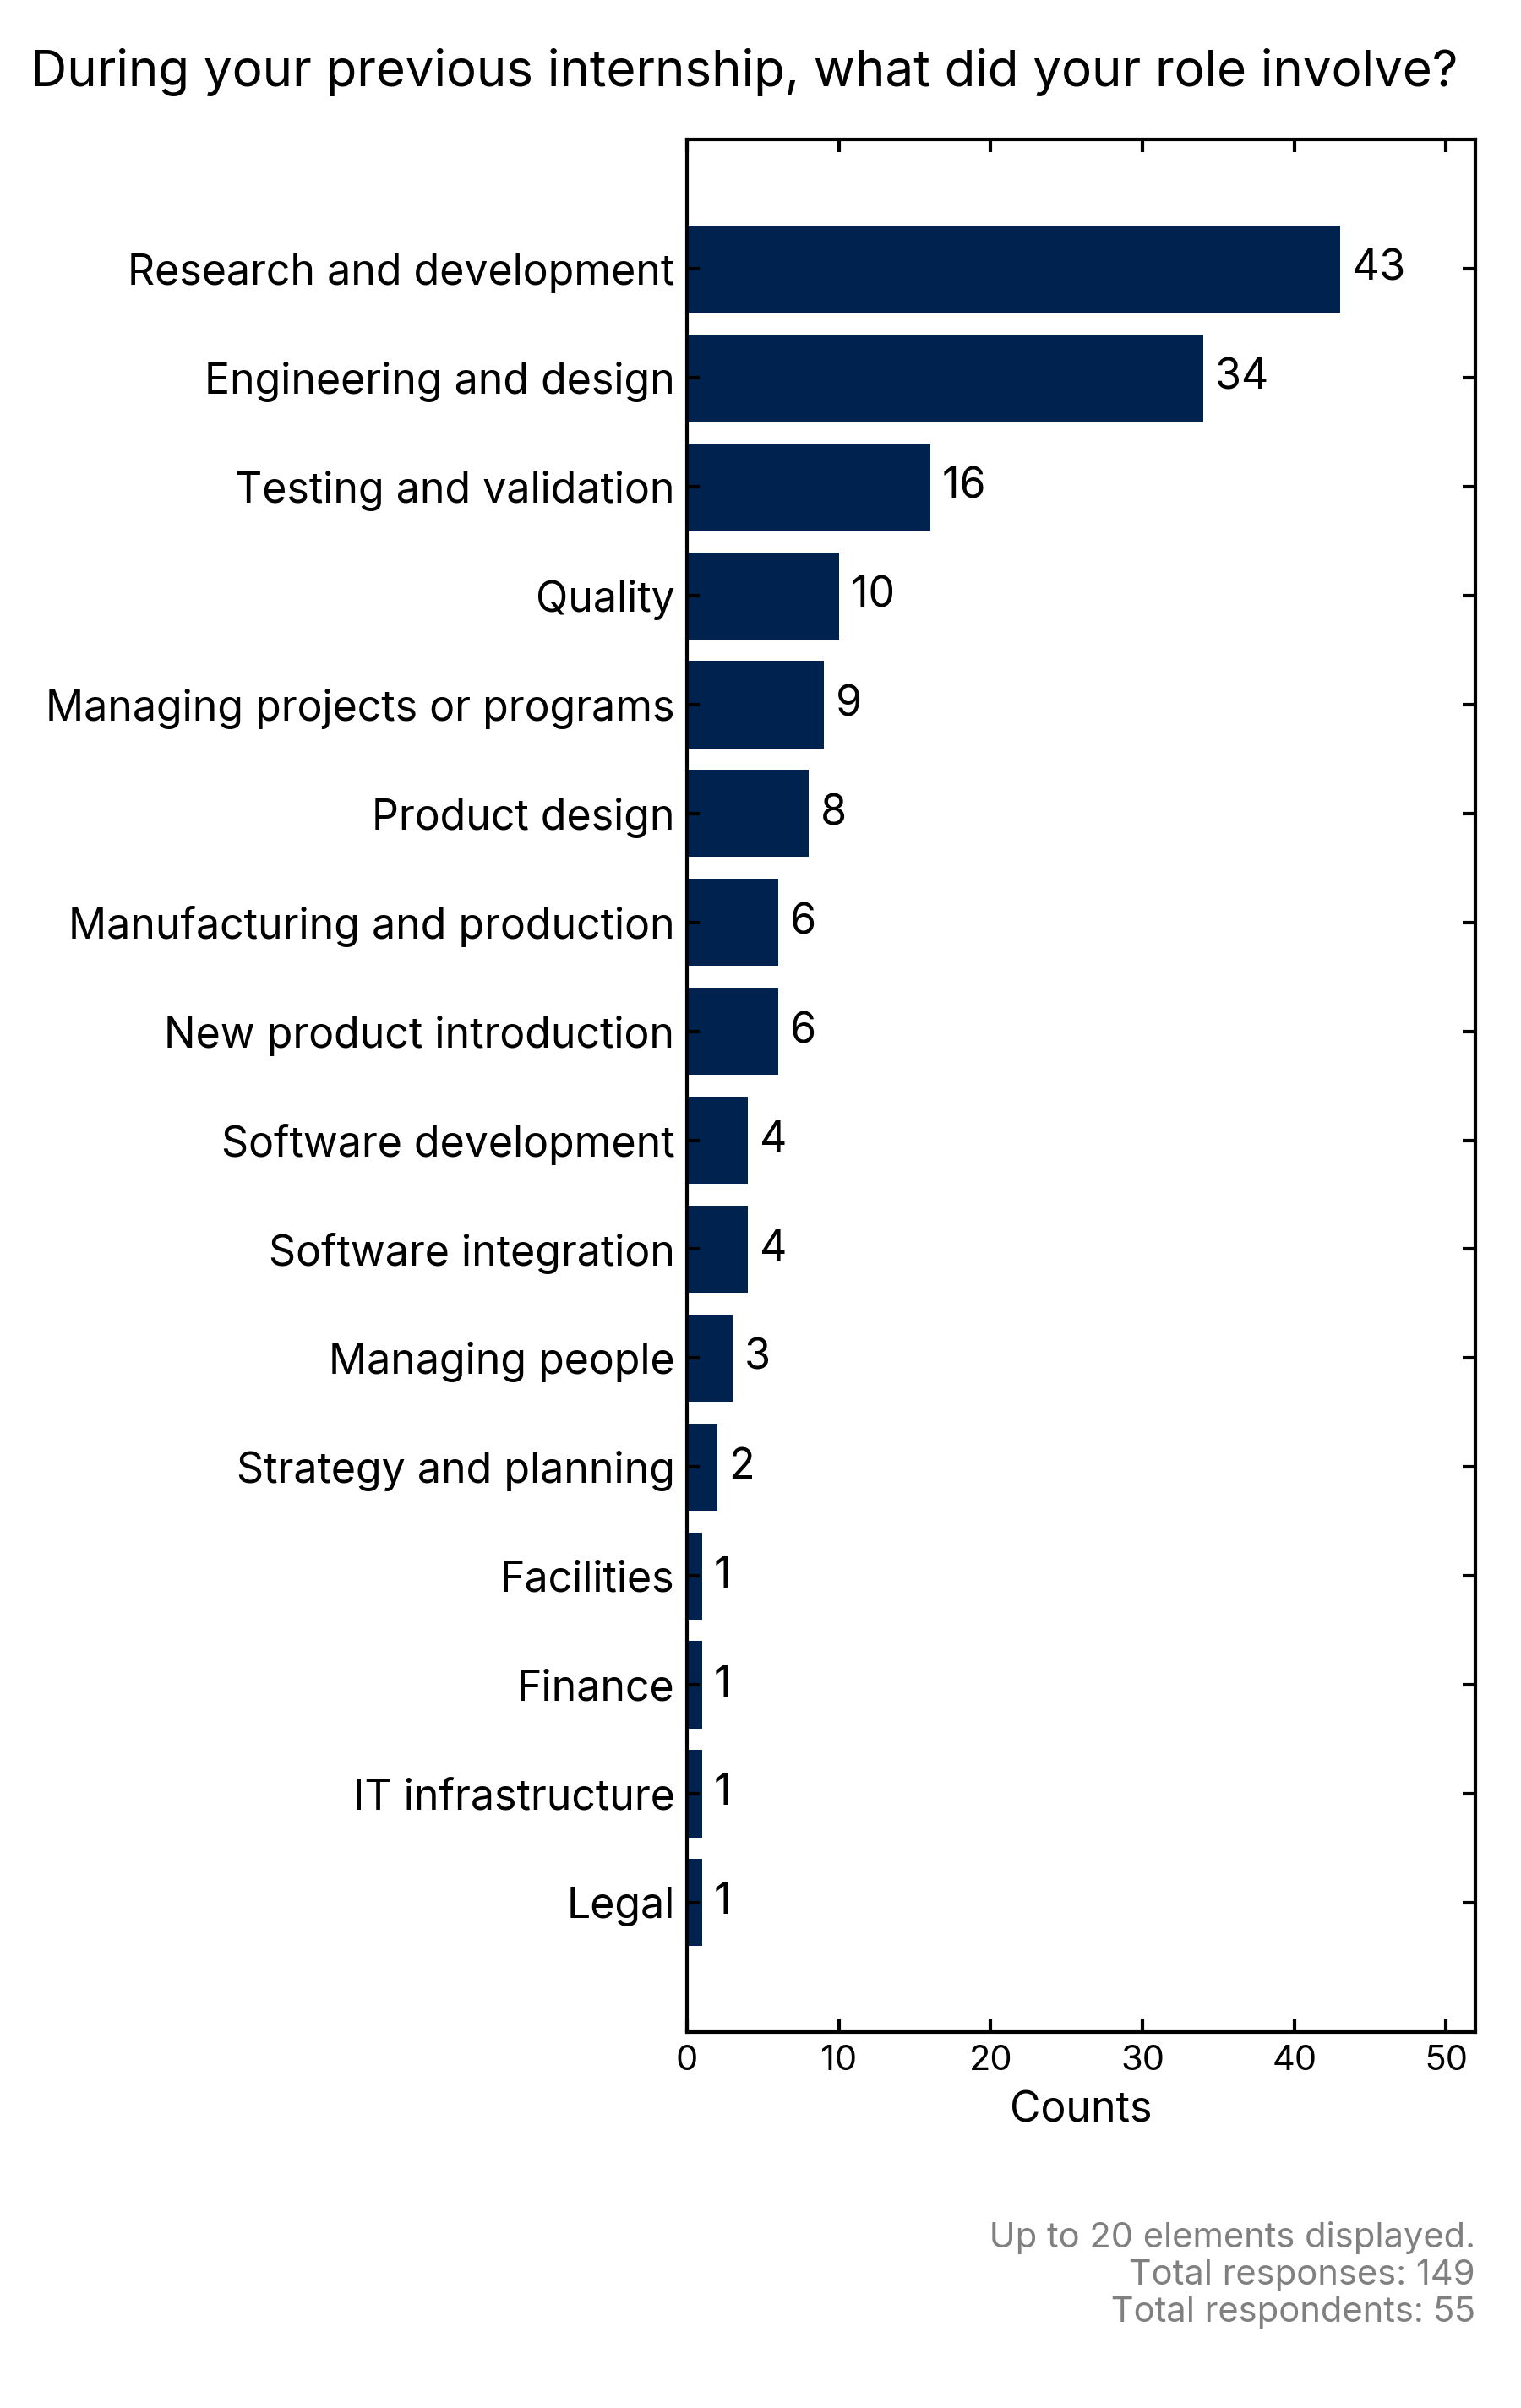 During your previous internship, what did your role involve?
Research and development 43
Engineering and design 34
Testing and validation 16
Quality 10
Managing projects or programs 9
Product design 8
Manufacturing and production 6
New product introduction 6
Software development 4
Software integration 4
Managing people 3
Strategy and planning 2
Facilities 1
Finance 1
IT infrastructure 1
Legal 1
0 10 20 30 40 50
Counts
Up to 20 elements displayed.
Total responses: 149
Total respondents: 55